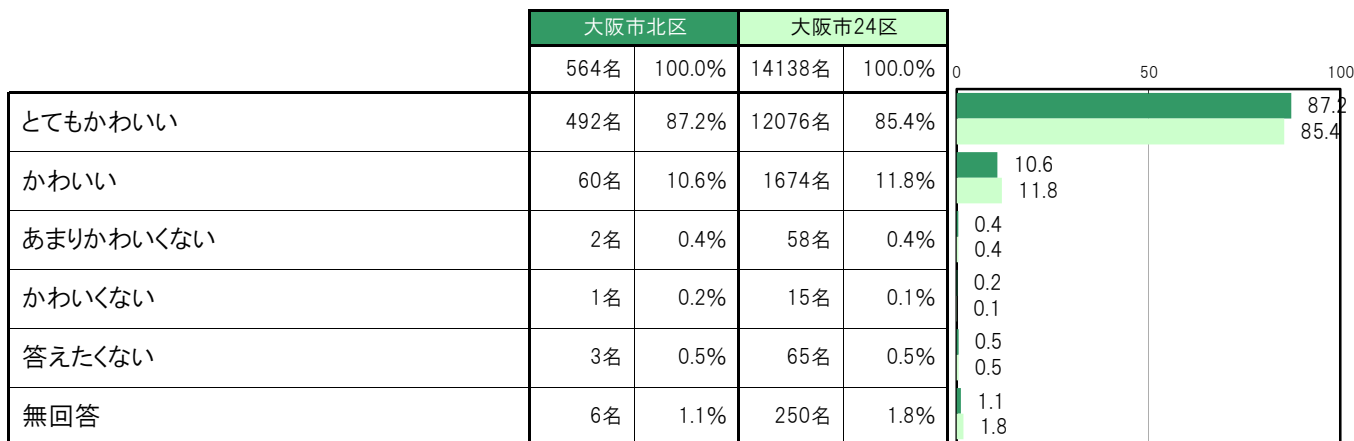 大阪市北区 大阪市24区
564名 100.0% 14138名 100.0% 0 50 100
とてもかわいい 492名 87.2% 12076名 85.4% 87.2
85.4
かわいい 60名 10.6% 1674名 11.8% 10.6
11.8
あまりかわいくない 2名 0.4% 58名 0.4% 0.4
0.4
かわいくない 1名 0.2% 15名 0.1% 0.2
0.1
答えたくない 3名 0.5% 65名 0.5% 0.5
0.5
無回答 6名 1.1% 250名 1.8% 1.1
1.8